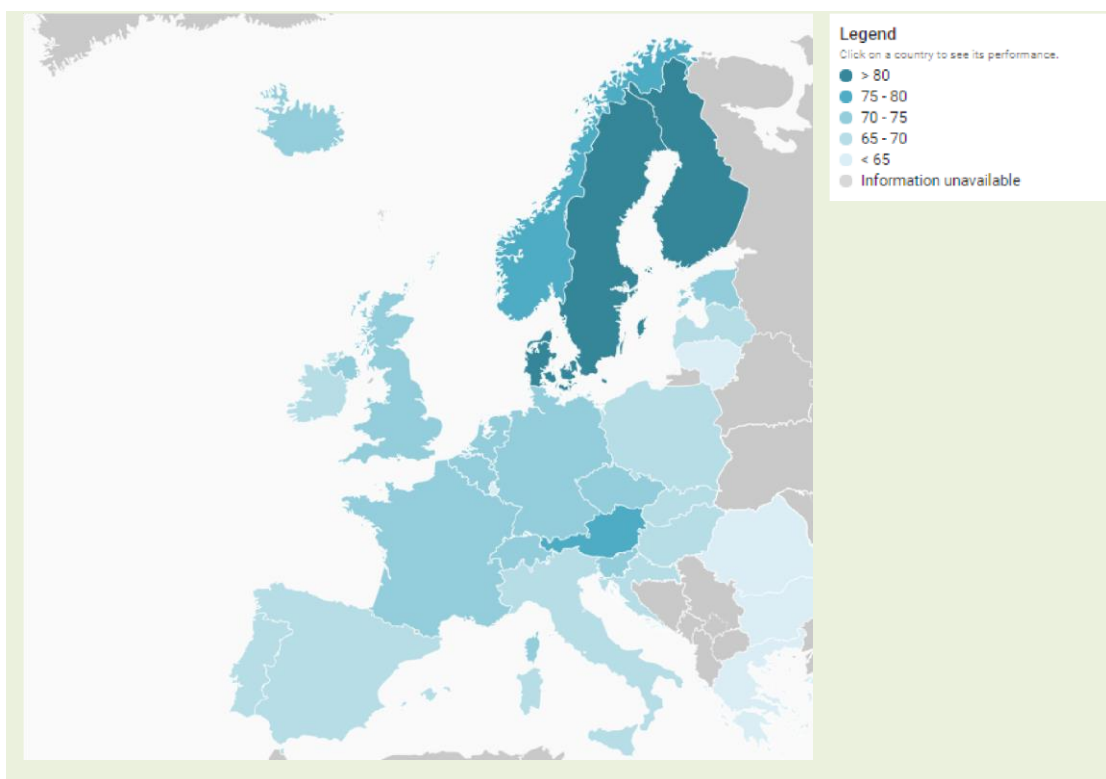 Legend
Click on a country to see its performance.
> 80
75 - 80
70 - 75
65 - 70
< 65
Information unavailable